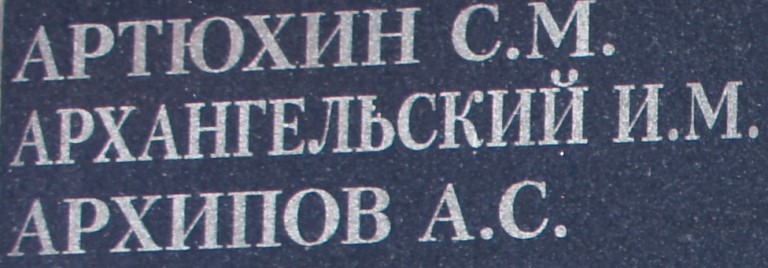 АРТЮХИН С.М.
АРХАНГЕЛЬСКИЙ И.М.
АРХИПОВ А.С.